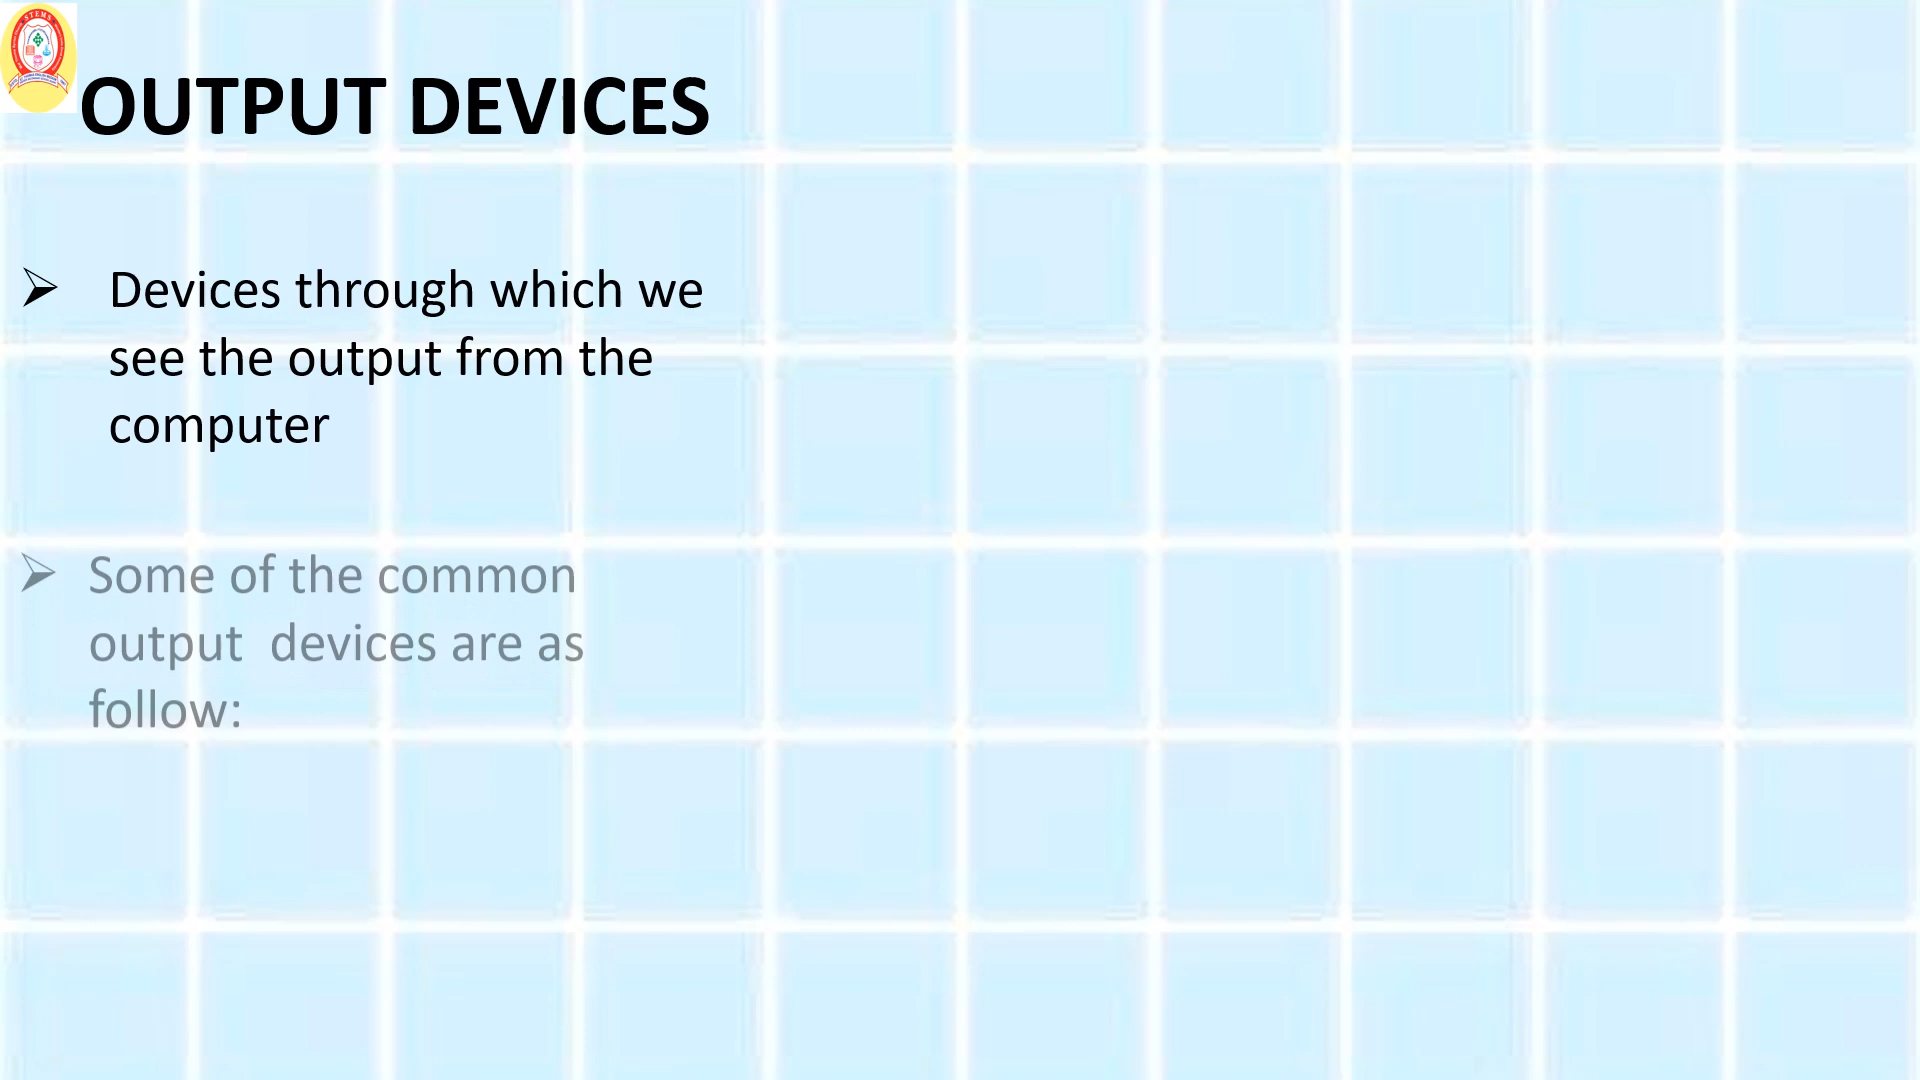 STEMS
OUTPUT DEVICES
➢ Devices through which we
see the output from the
computer
➢ Some of the common
output  devices are as
follow: